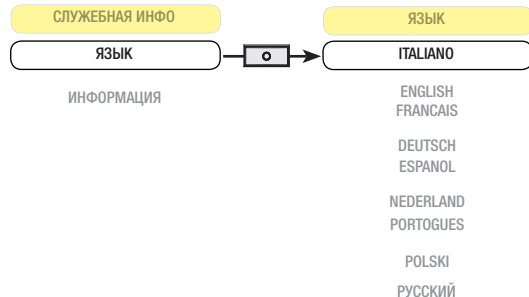 СЛУЖЕБНАЯ ИНФО
ЯЗЫК
ИНФОРМАЦИЯ
ЯЗЫК
ITALIANO
ENGLISH
FRANCAIS
DEUTSCH
ESPANOL
NEDERLAND
PORTOGUES
POLSKI
РУССКИЙ